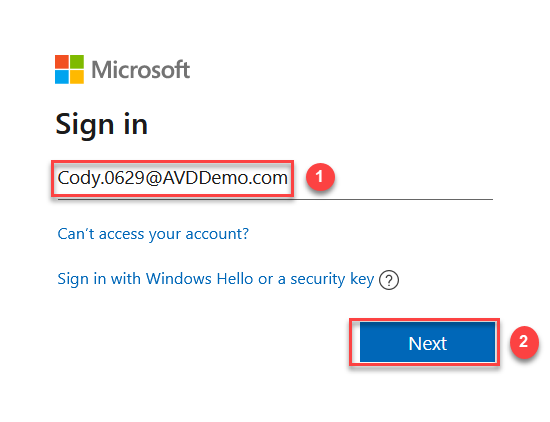 Microsoft
Sign in
Cody.0629@AVDDemo.com 1
Can't access your account?
Sign in with Windows Hello or a security key ?
Next 2